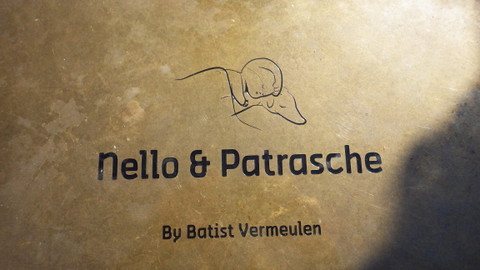 Nello & Patrasche
By Batist Vermeulen